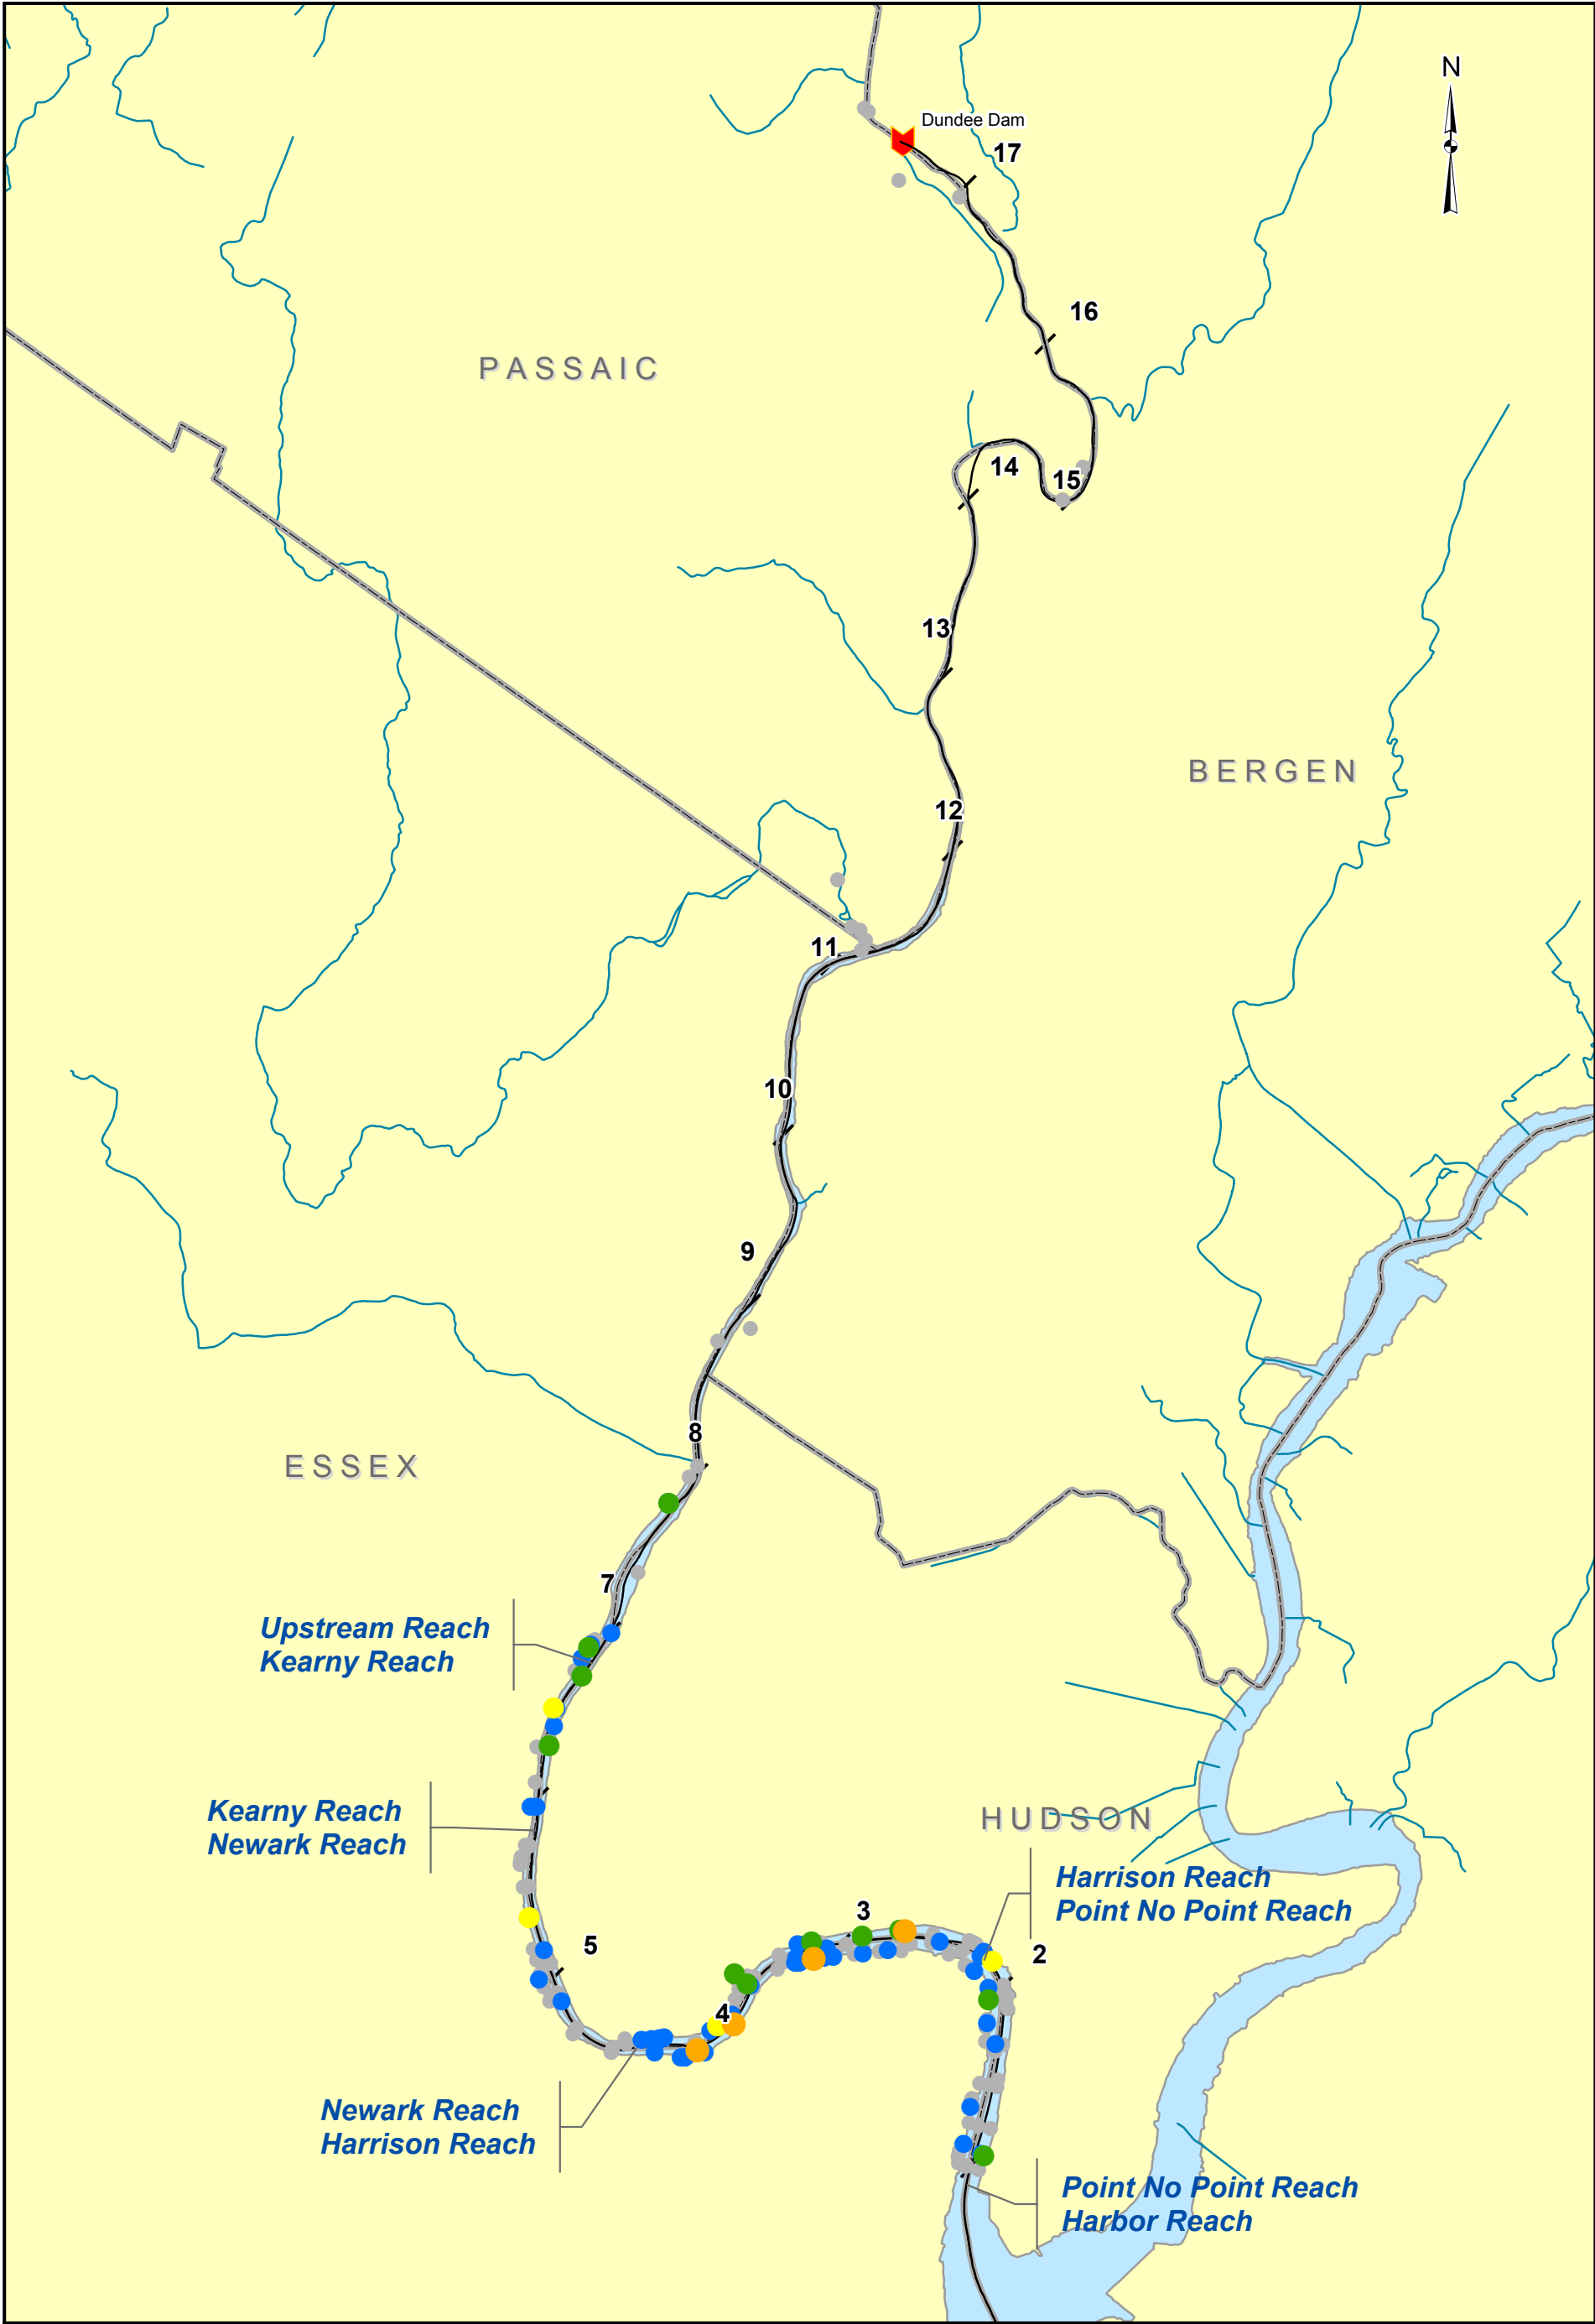 N
Dundee Dam
17
16
PASSAIC
14
15
13
BERGEN
12
11
10
9
8
ESSEX
7
Upstream Reach
Kearny Reach
Kearny Reach
Newark Reach
HUDSON
Harrison Reach
Point No Point Reach
3
5
2
4
Newark Reach
Harrison Reach
Point No Point Reach
Harbor Reach